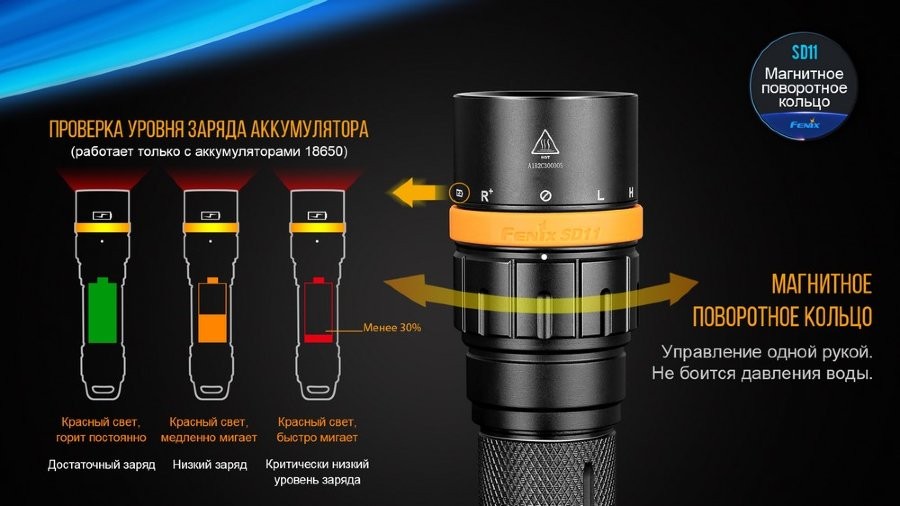 SD11
Магнитное
поворотное
кольцо
FENIX
ПРОВЕРКА УРОВНЯ ЗАРЯДА АККУМУЛЯТОРА
(работает только с аккумуляторами 18650)
HOT
R+ ⊘ L H
FENIX SD11
Менее 30%
МАГНИТНОЕ
ПОВОРОТНОЕ КОЛЬЦО
Управление одной рукой.
Не боится давления воды.
Красный свет,
горит постоянно
Достаточный заряд
Красный свет,
медленно мигает
Низкий заряд
Красный свет,
быстро мигает
Критически низкий
уровень заряда